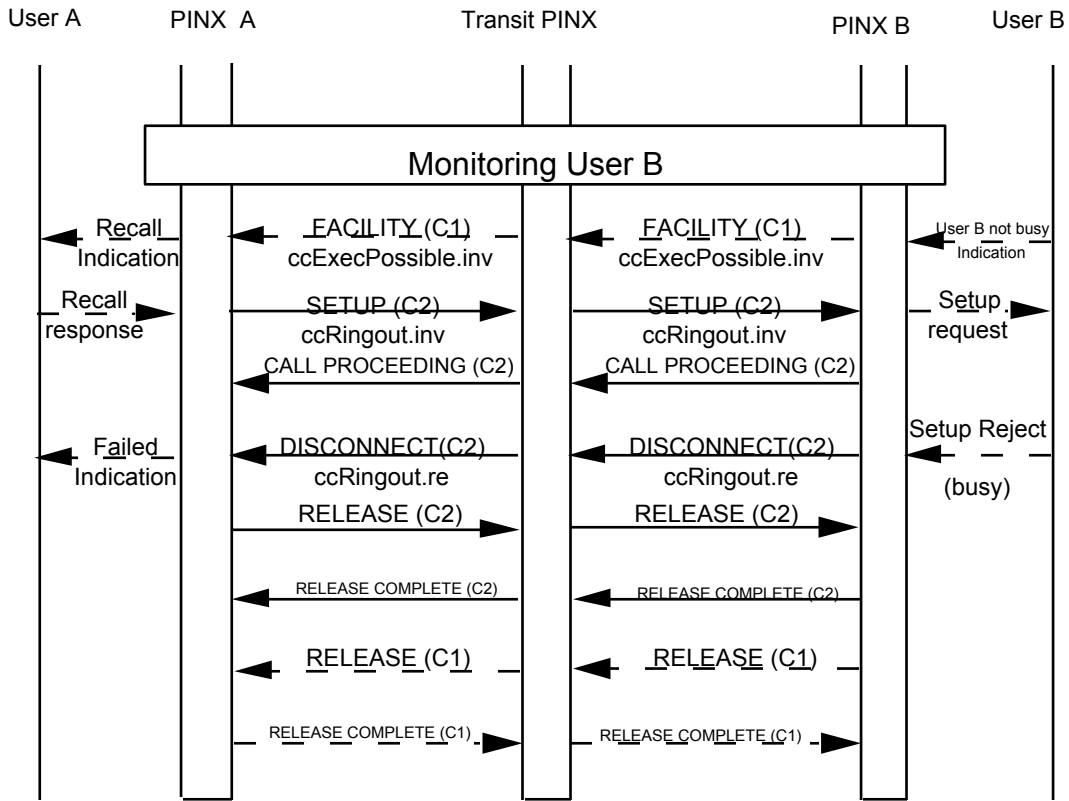 User A PINX A Transit PINX PINX B User B
Monitoring User B
Recall FACILITY (C1) FACILITY (C1) User B not busy
Indication ccExecPossible.inv ccExecPossible.inv Indication
Recall SETUP (C2) SETUP (C2) Setup
response ccRingout.inv ccRingout.inv request
CALL PROCEEDING (C2) CALL PROCEEDING (C2)
Failed DISCONNECT(C2) DISCONNECT(C2) Setup Reject
Indication ccRingout.re ccRingout.re (busy)
RELEASE (C2) RELEASE (C2)
RELEASE COMPLETE (C2) RELEASE COMPLETE (C2)
RELEASE (C1) RELEASE (C1)
RELEASE COMPLETE (C1) RELEASE COMPLETE (C1)